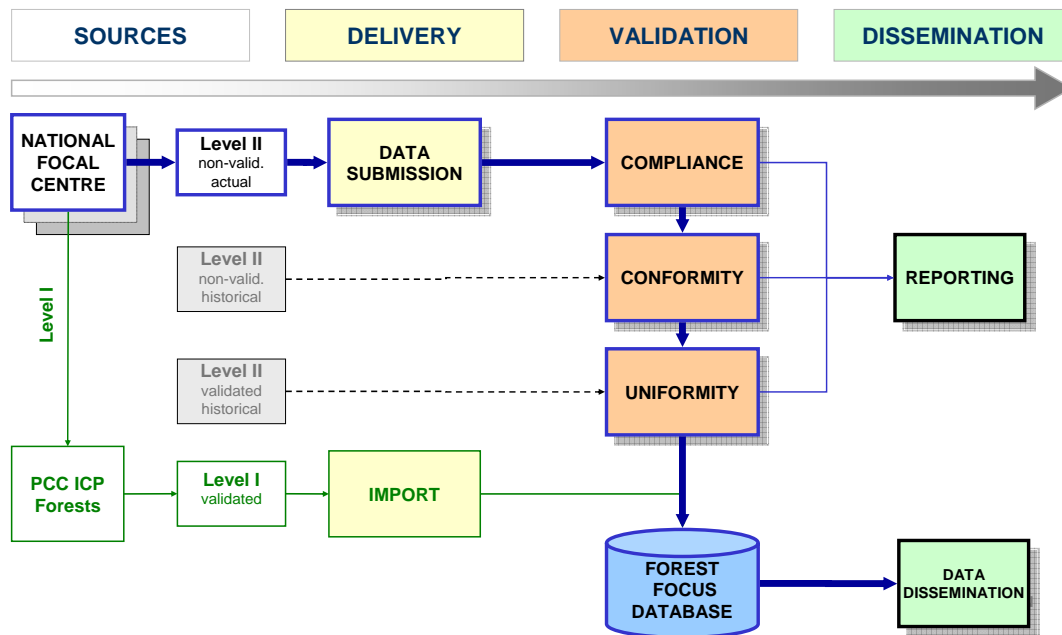 SOURCES
DELIVERY
VALIDATION
DISSEMINATION
NATIONAL
FOCAL
CENTRE
Level II
non-valid.
actual
DATA
SUBMISSION
COMPLIANCE
Level II
non-valid.
historical
CONFORMITY
REPORTING
Level I
Level II
validated
historical
UNIFORMITY
PCC ICP
Forests
Level I
validated
IMPORT
FOREST
FOCUS
DATABASE
DATA
DISSEMINATION